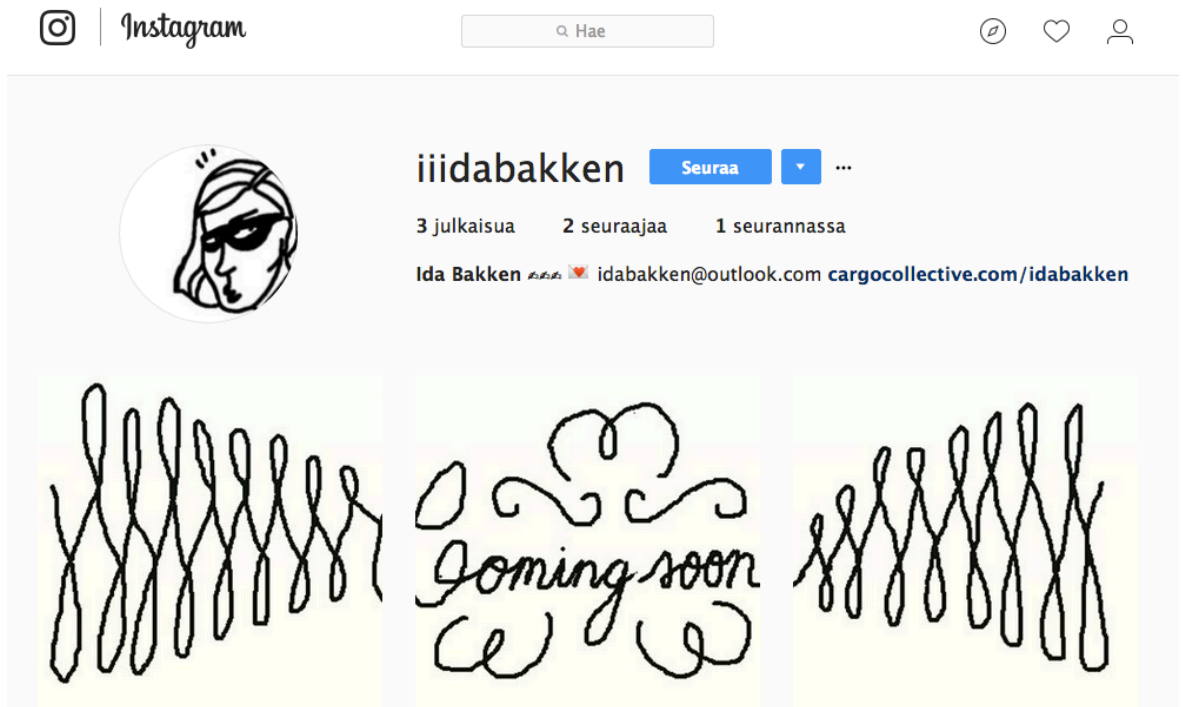 Instagram
Hae
iiidabakken Seuraa ...
3 julkaisua 2 seuraajaa 1 seurannassa
Ida Bakken ✍✍✍ 💌 idabakken@outlook.com cargocollective.com/idabakken
Coming soon